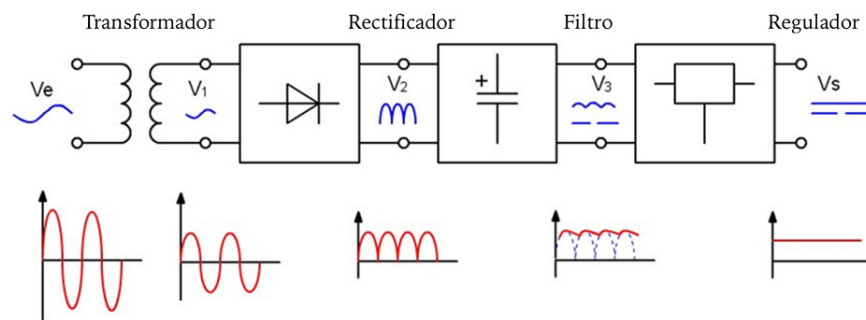 Transformador
Rectificador
Filtro
Regulador
Ve
V1
V2
+
V3
Vs